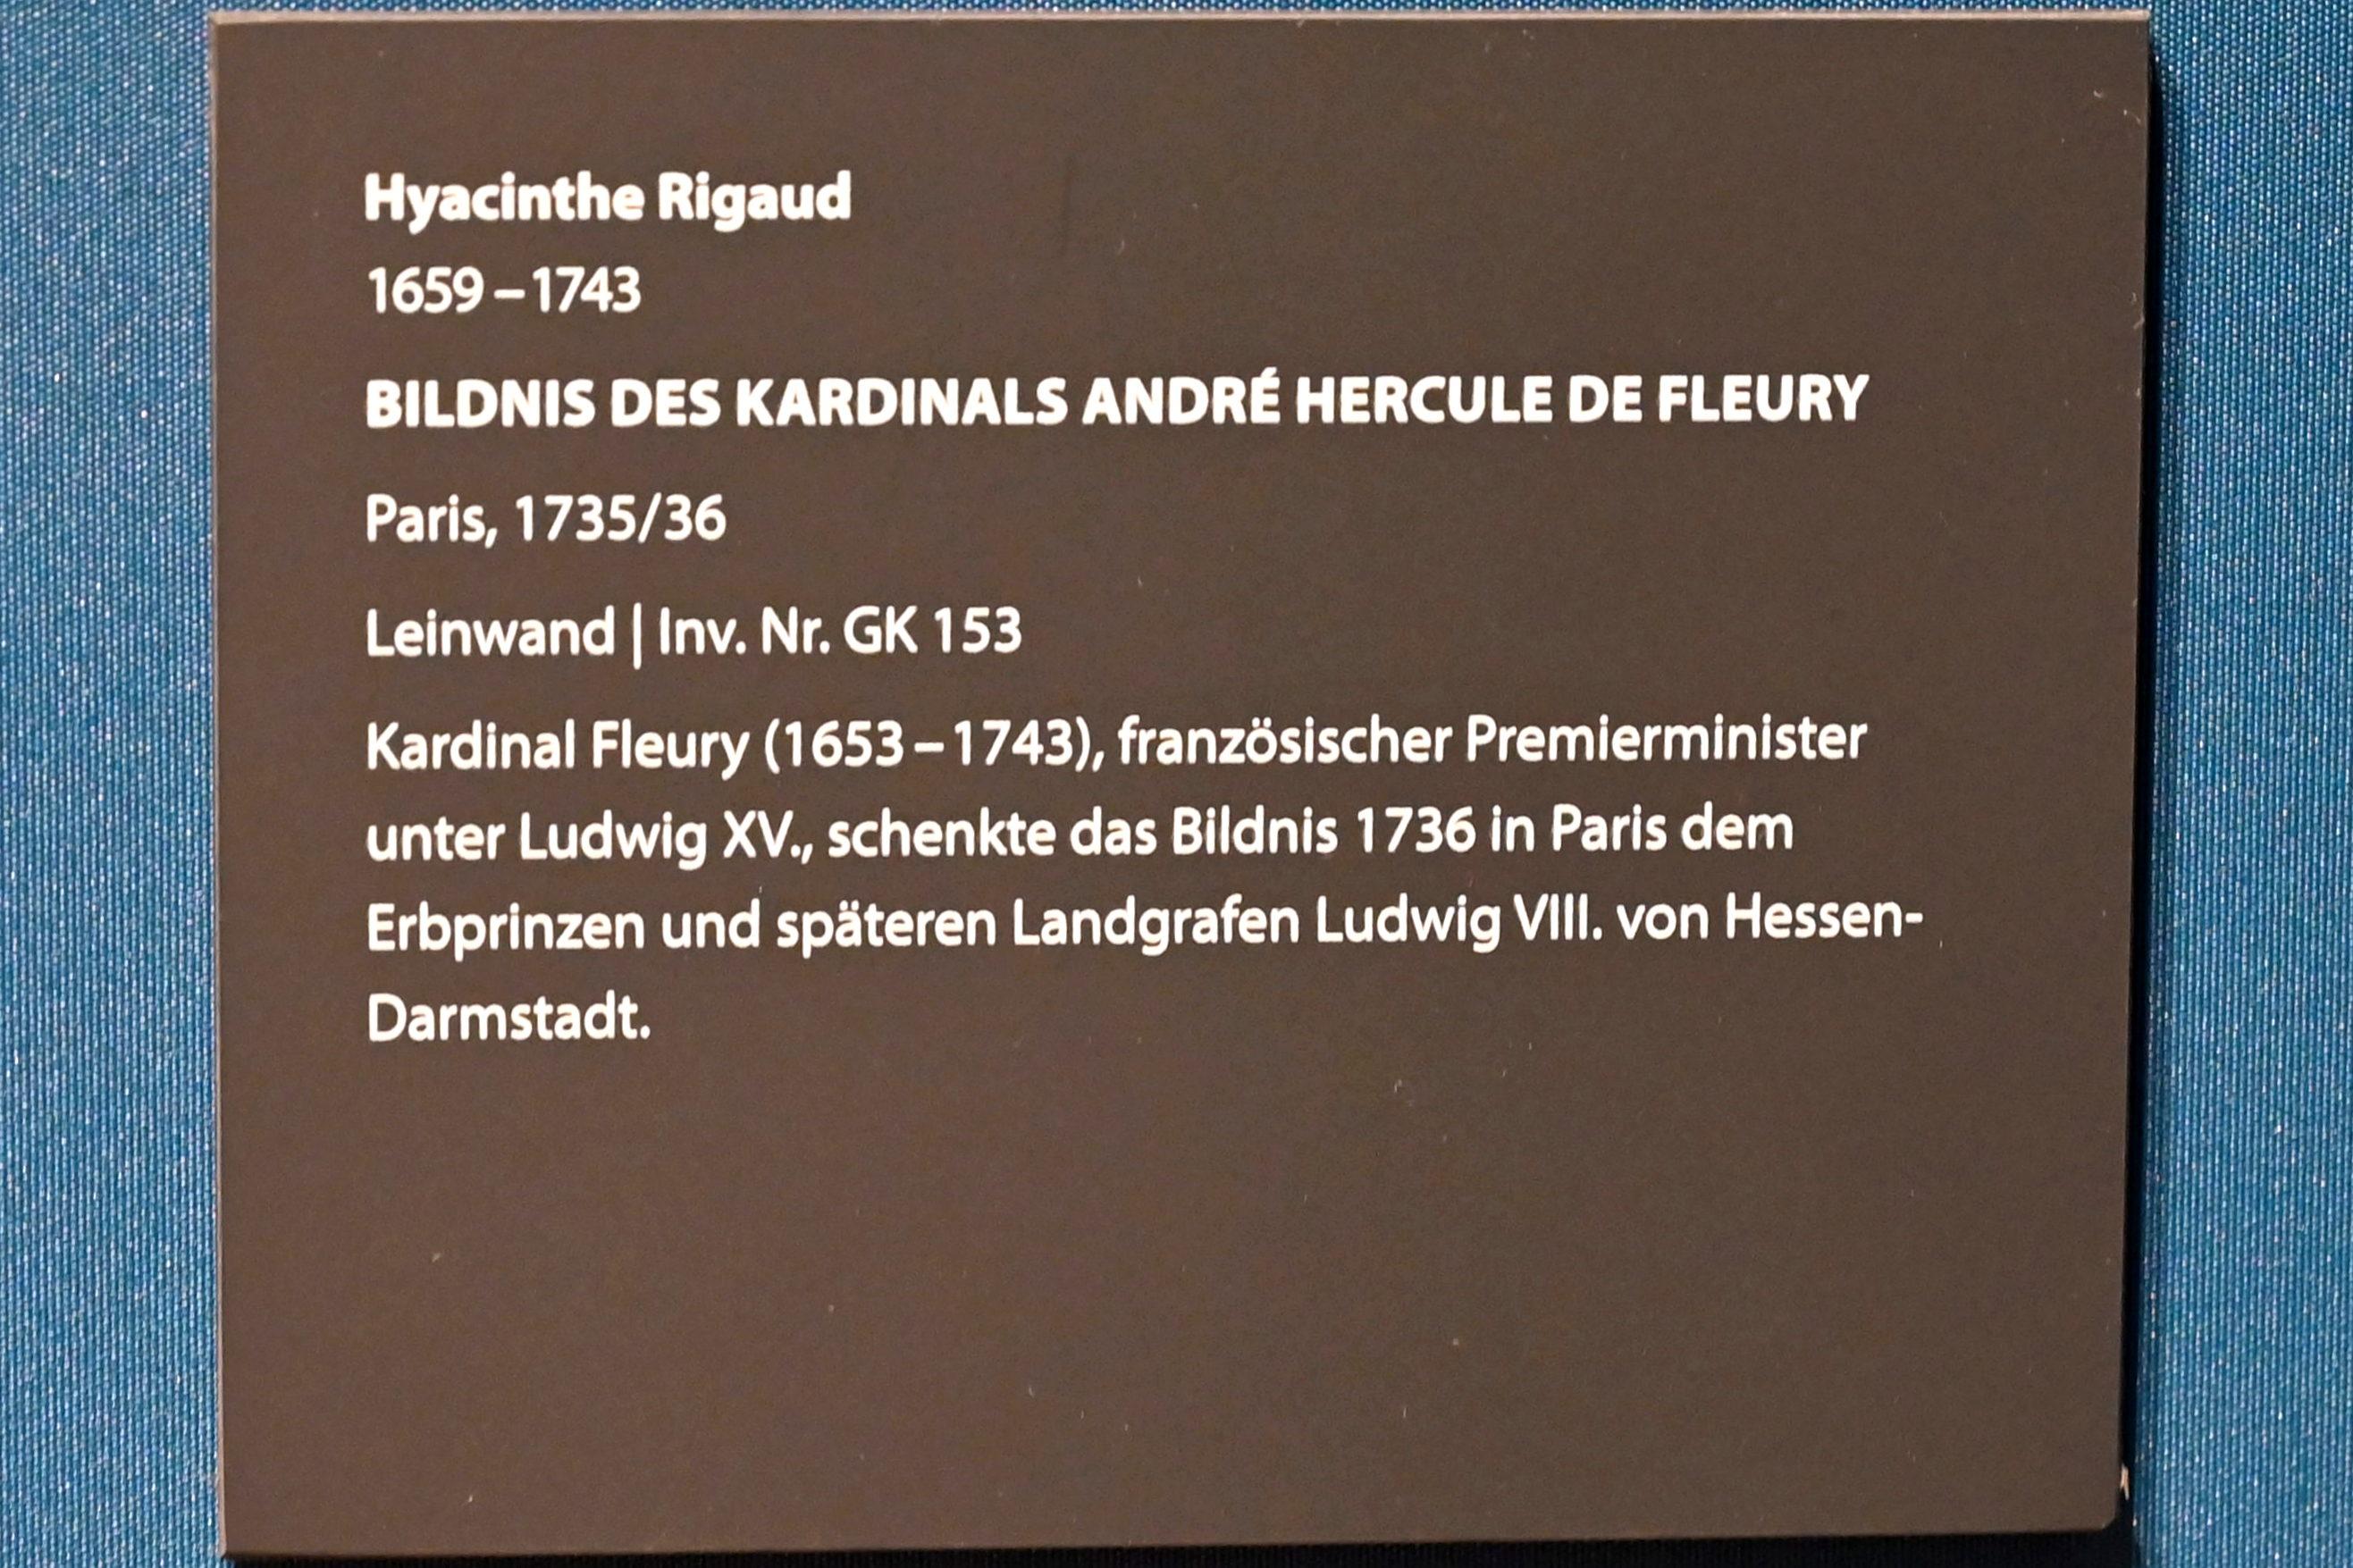 Hyacinthe Rigaud
1659 – 1743
BILDNIS DES KARDINALS ANDRÉ HERCULE DE FLEURY
Paris, 1735/36
Leinwand | Inv. Nr. GK 153
Kardinal Fleury (1653 – 1743), französischer Premierminister
unter Ludwig XV., schenkte das Bildnis 1736 in Paris dem
Erbprinzen und späteren Landgrafen Ludwig VIII. von Hessen-
Darmstadt.